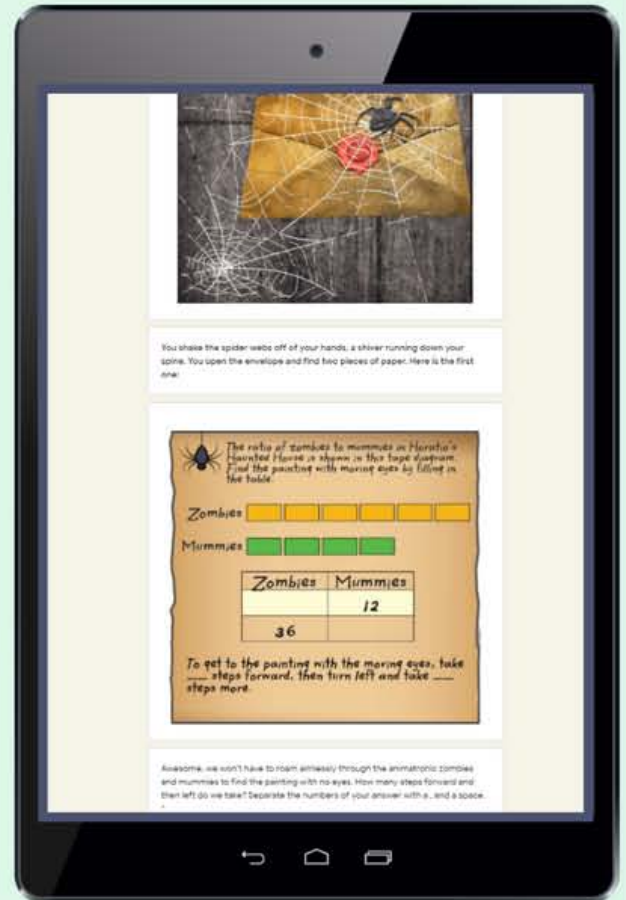 You shake the spider webs off of your hands, a shiver running down your
spine. You open the envelope and find two pieces of paper. Here is the first
one:
The ratio of zombies to mummies in Horatio's
Haunted House is shown in this tape diagram.
Find the painting with moving eyes by filling in
the table.
Zombies
Mummies
Zombies Mummies
12
36
To get to the painting with the moving eyes, take
___ steps forward, then turn left and take ___
steps more.
Awesome, we won't have to roam aimlessly through the animatronic zombies
and mummies to find the painting with no eyes. How many steps forward and
then left do we take? Separate the numbers of your answer with a , and a space.
*